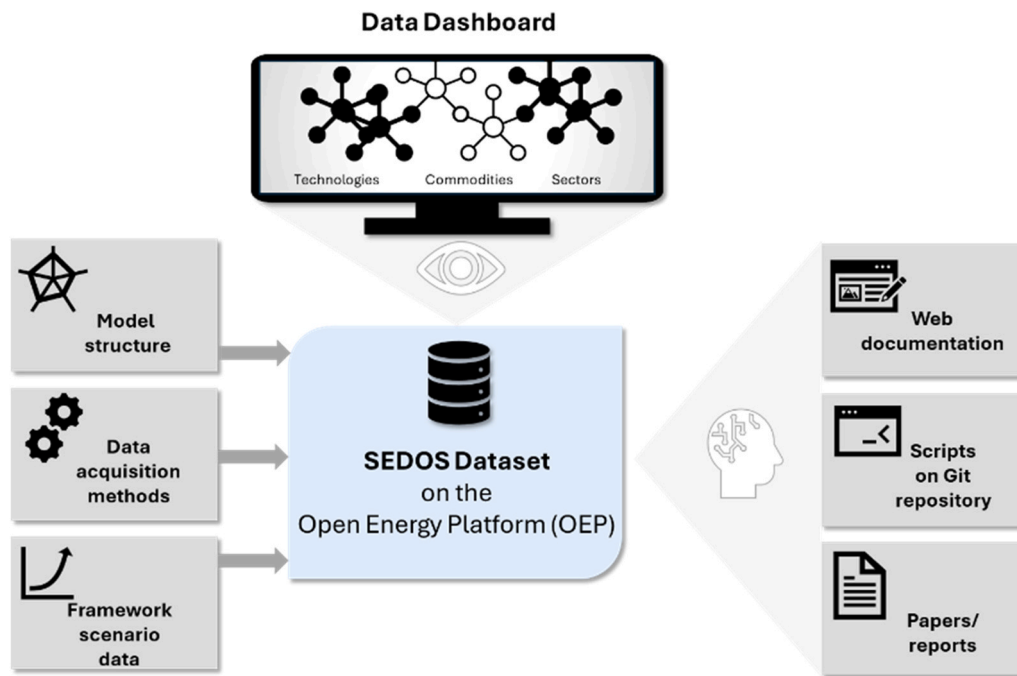 Data Dashboard
Technologies
Commodities
Sectors
Model
structure
Data
acquisition
methods
Framework
scenario
data
SEDOS Dataset
on the
Open Energy Platform (OEP)
Web
documentation
Scripts
on Git
repository
Papers/
reports